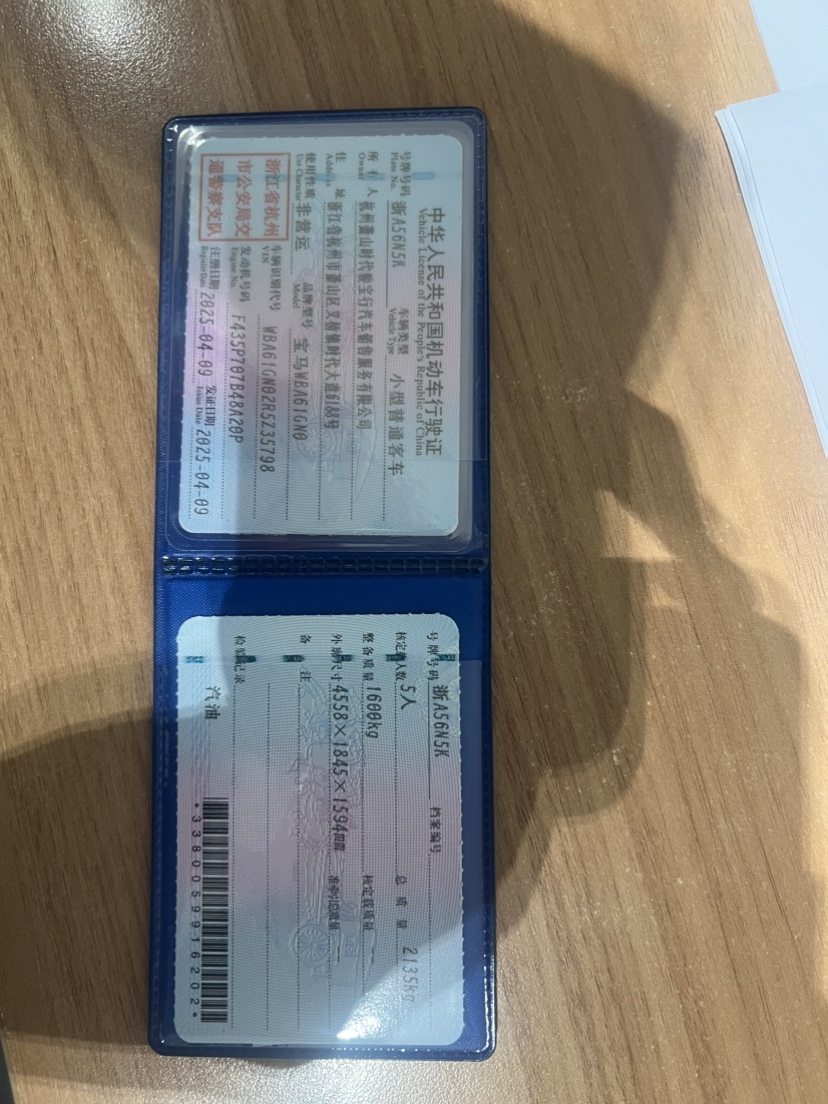 中华人民共和国机动车行驶证
Vehicle License of the People's Republic of China
号牌号码 浙A56N5K 车辆类型 小型普通客车
Plate No. Vehicle Type
所有人 杭州萧山时代骏宝行汽车销售服务有限公司
Owner
住址 浙江省杭州市萧山区义桥镇时代大道6188号
Address
使用性质 非营运 品牌型号 宝马WBA61GN0
Use Character Model
浙江省杭州
市公安局交
通警察支队
车辆识别代号 WBA61GN02R5Z35798
VIN
发动机号码 F435P707B48A20P
Engine No.
注册日期 2025-04-09 发证日期 2025-04-09
Register Date Issue Date
号牌号码 浙A56N5K 档案编号
核定载人数 5人 总质量 2135kg
整备质量 1600kg 核定载质量
外廓尺寸 4558×1845×1594mm 准牵引总质量
备注
检验记录
汽油
*3380059916202*